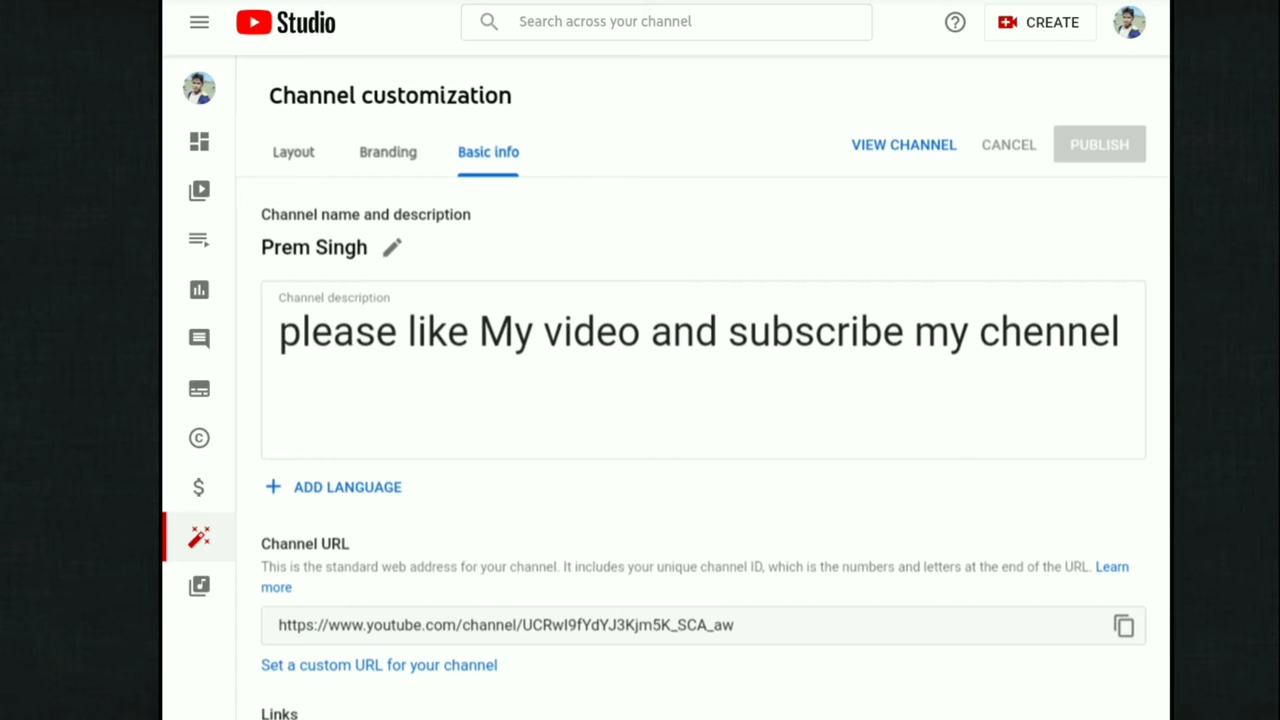 Studio
Search across your channel
CREATE
Channel customization
Layout
Branding
Basic info
VIEW CHANNEL
CANCEL
PUBLISH
Channel name and description
Prem Singh
Channel description
please like My video and subscribe my chennel
ADD LANGUAGE
Channel URL
This is the standard web address for your channel. It includes your unique channel ID, which is the numbers and letters at the end of the URL. Learn
more
https://www.youtube.com/channel/UCRwI9fYdYJ3Kjm5K_SCA_aw
Set a custom URL for your channel
Links